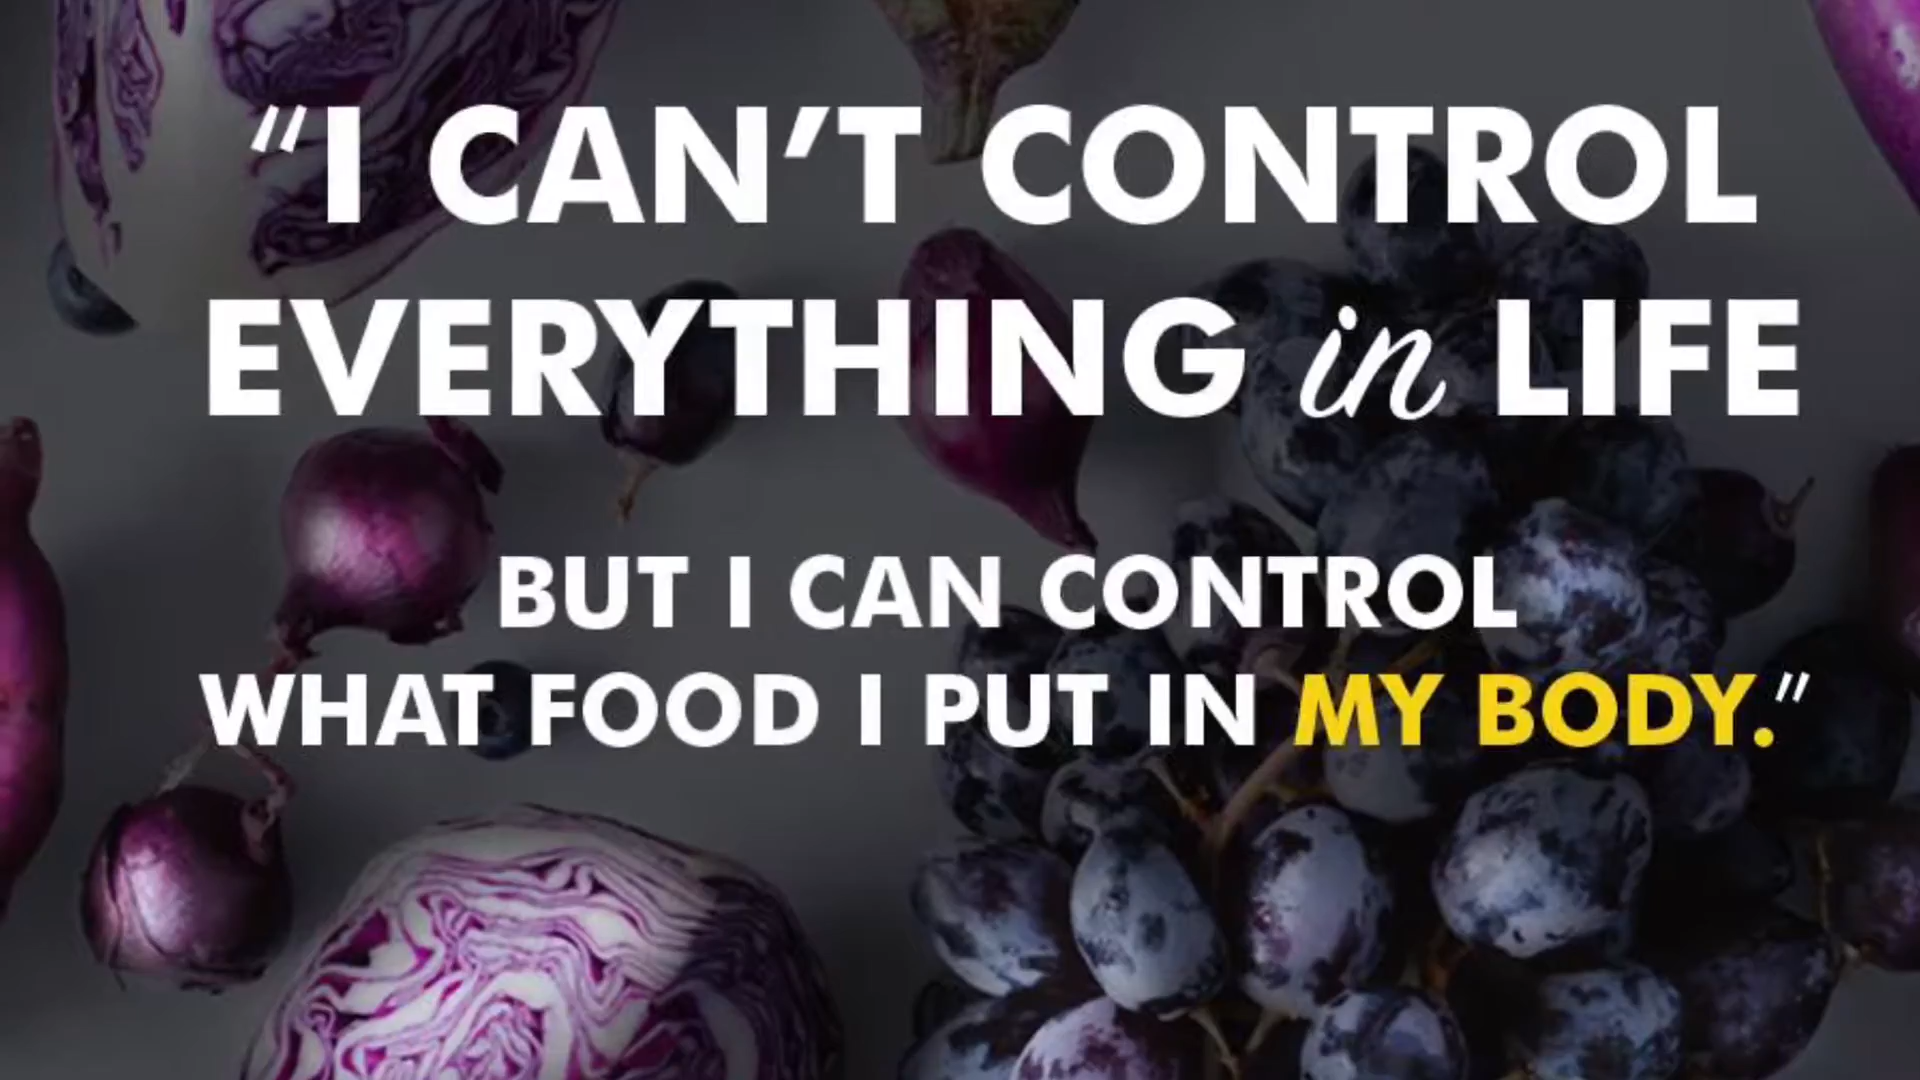 “I CAN’T CONTROL
EVERYTHING in LIFE
BUT I CAN CONTROL
WHAT FOOD I PUT IN MY BODY.”